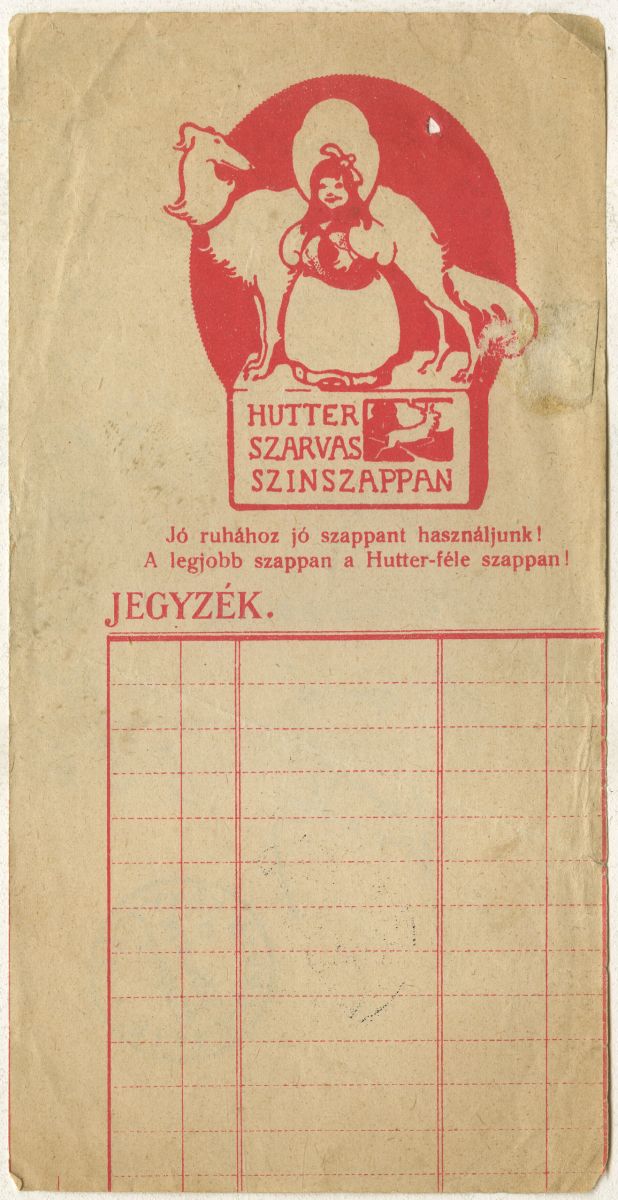 HUTTER
SZARVAS
SZINSZAPPAN
Jó ruhához jó szappant használjunk!
A legjobb szappan a Hutter-féle szappan!
JEGYZÉK.